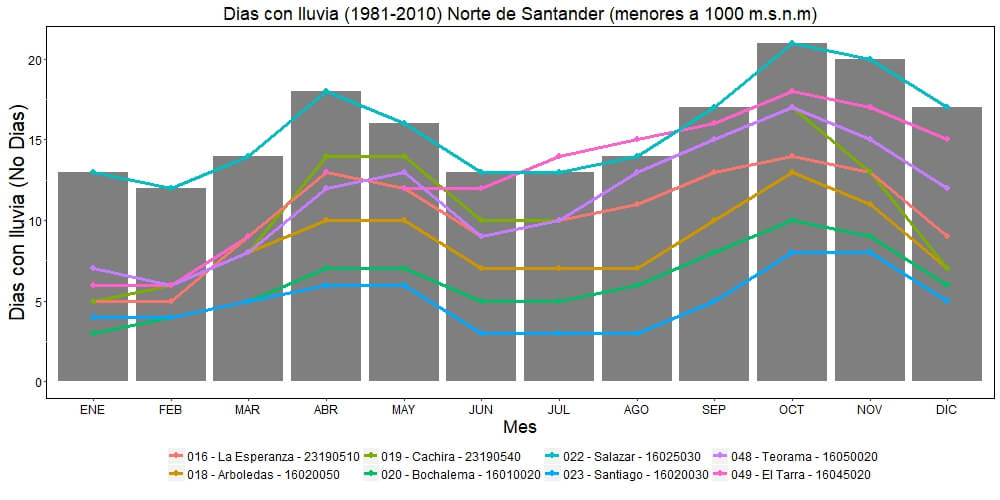 Dias con lluvia (1981-2010) Norte de Santander (menores a 1000 m.s.n.m)
Dias con lluvia (No Dias)
20
15
10
5
0
ENE FEB MAR ABR MAY JUN JUL AGO SEP OCT NOV DIC
Mes
016 - La Esperanza - 23190510 019 - Cachira - 23190540 022 - Salazar - 16025030 048 - Teorama - 16050020
018 - Arboledas - 16020050 020 - Bochalema - 16010020 023 - Santiago - 16020030 049 - El Tarra - 16045020